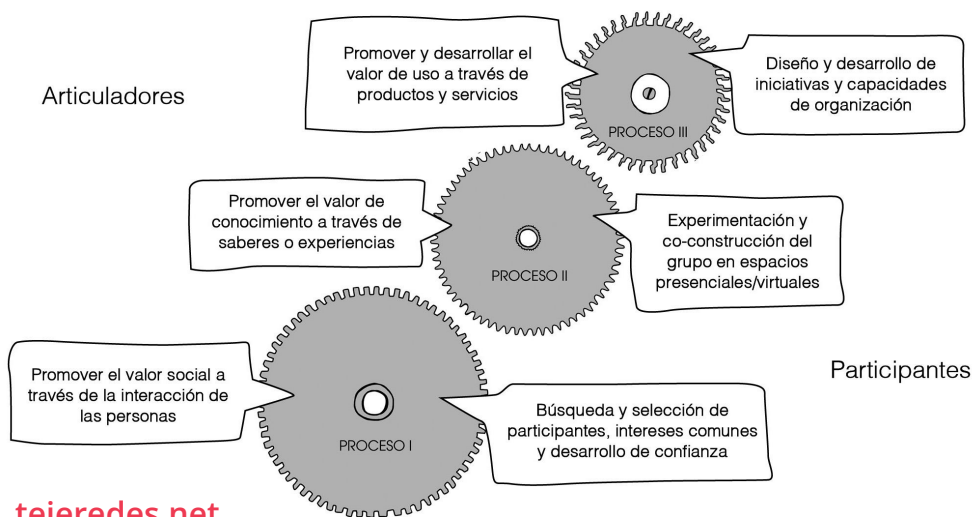 Promover y desarrollar el
valor de uso a través de
productos y servicios
Diseño y desarrollo de
iniciativas y capacidades
de organización
Articuladores
PROCESO III
Promover el valor de
conocimiento a través de
saberes o experiencias
Experimentación y
co-construcción del
grupo en espacios
presenciales/virtuales
PROCESO II
Participantes
Promover el valor social a
través de la interacción de
las personas
Búsqueda y selección de
participantes, intereses comunes
y desarrollo de confianza
PROCESO I
tejeredes.net